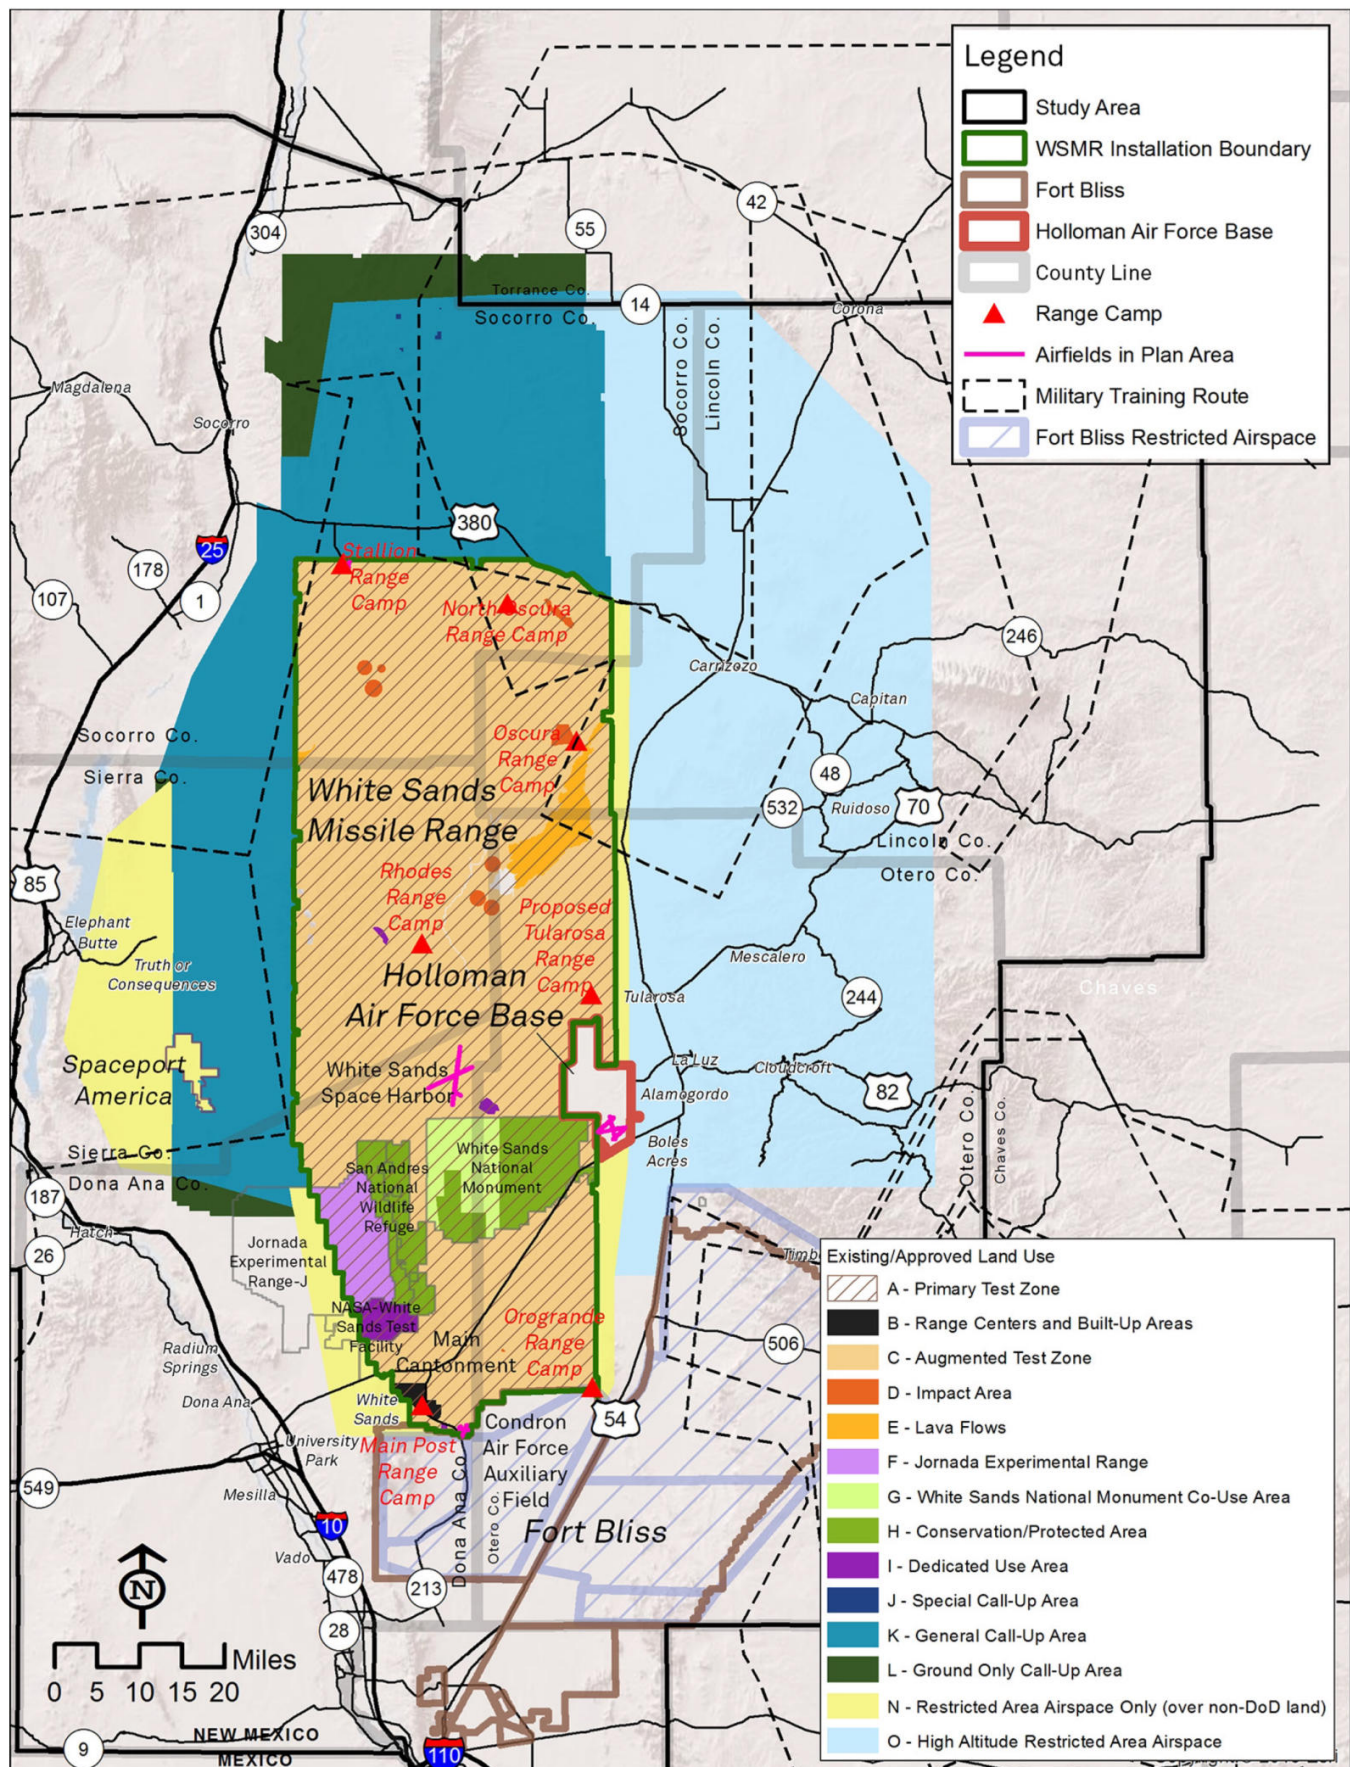 Legend
Study Area
WSMR Installation Boundary
Fort Bliss
Holloman Air Force Base
County Line
Range Camp
Airfields in Plan Area
Military Training Route
Fort Bliss Restricted Airspace
42
304
55
Torrance Co.
Socorro Co.
14
Corona
Socorro Co.
Lincoln Co.
Magdalena
Socorro
380
25
Stallion
Range
Camp
178
107
1
North Oscura
Range Camp
246
Carrizozo
Capitan
Socorro Co.
Sierra Co.
Oscura
Range
Camp
White Sands
Missile Range
48
532
Ruidoso
70
Lincoln Co.
Otero Co.
85
Rhodes
Range
Camp
Proposed
Tularosa
Range
Camp
Elephant
Butte
Truth or
Consequences
Mescalero
Holloman
Air Force Base
Tularosa
244
Chaves
Spaceport
America
White Sands
Space Harbor
La Luz
Cloudcroft
Alamogordo
82
Boles
Acres
Otero Co.
Chaves Co.
Sierra Co.
Dona Ana Co.
San Andres
National
Wildlife
Refuge
White Sands
National
Monument
187
26
Hatch
Jornada
Experimental
Range-J
NASA-White
Sands Test
Facility
Main
Cantonment
Orogrande
Range
Camp
506
Radium
Springs
Dona Ana
White
Sands
54
University
Park
Main Post
Range
Camp
Condron
Air Force
Auxiliary
Field
Dona Ana Co.
Otero Co.
549
Mesilla
10
Fort Bliss
Vado
478
213
28
N
Miles
0 5 10 15 20
NEW MEXICO
MEXICO
9
110
Existing/Approved Land Use
A - Primary Test Zone
B - Range Centers and Built-Up Areas
C - Augmented Test Zone
D - Impact Area
E - Lava Flows
F - Jornada Experimental Range
G - White Sands National Monument Co-Use Area
H - Conservation/Protected Area
I - Dedicated Use Area
J - Special Call-Up Area
K - General Call-Up Area
L - Ground Only Call-Up Area
N - Restricted Area Airspace Only (over non-DoD land)
O - High Altitude Restricted Area Airspace